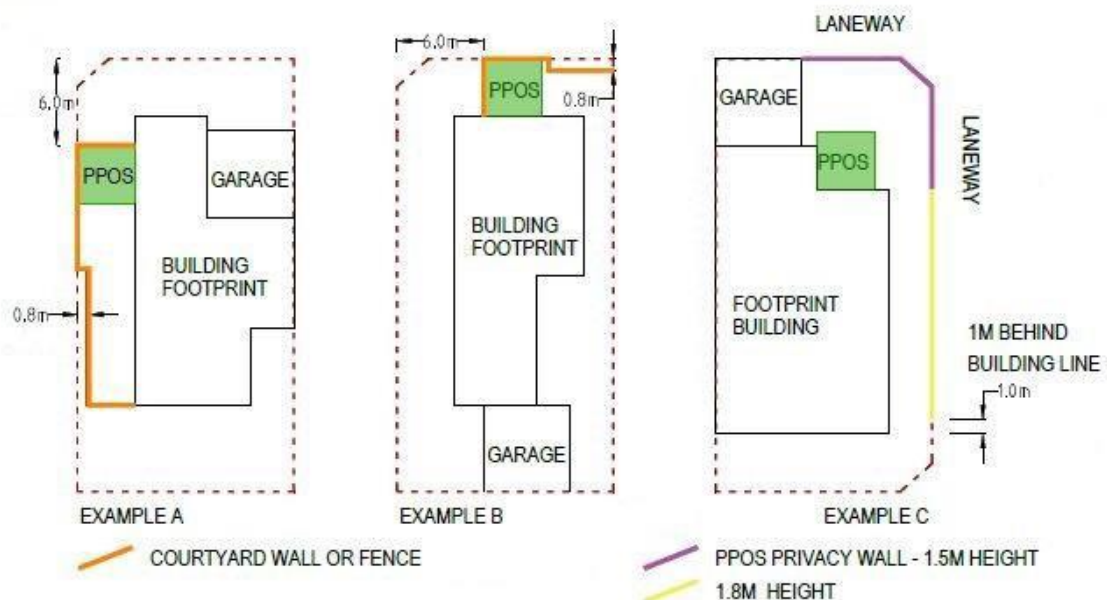 6.0m
PPOS
GARAGE
BUILDING
FOOTPRINT
0.8m
EXAMPLE A
6.0m
PPOS
0.8m
BUILDING
FOOTPRINT
GARAGE
EXAMPLE B
LANEWAY
GARAGE
PPOS
LANEWAY
FOOTPRINT
BUILDING
1M BEHIND
BUILDING LINE
1.0m
EXAMPLE C
COURTYARD WALL OR FENCE
PPOS PRIVACY WALL - 1.5M HEIGHT
1.8M HEIGHT